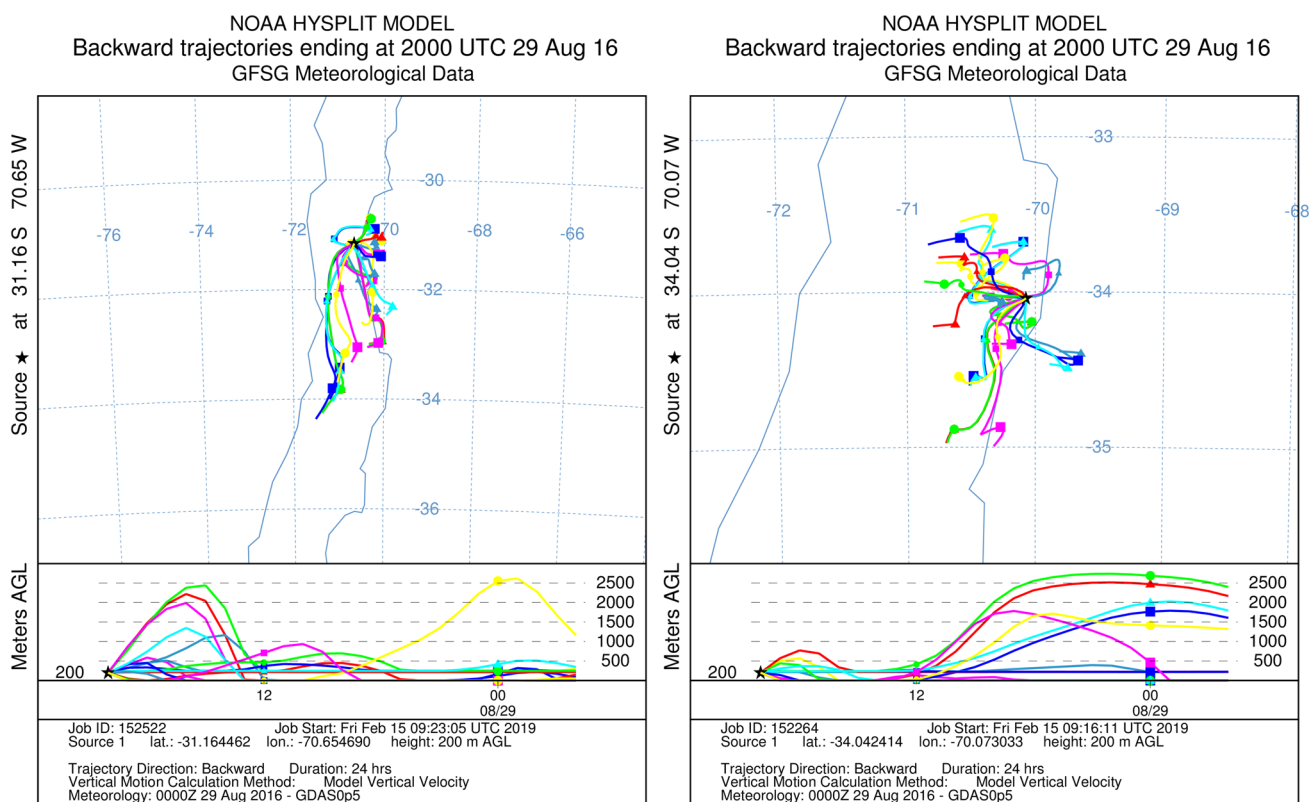 NOAA HYSPLIT MODEL
Backward trajectories ending at 2000 UTC 29 Aug 16
GFSG Meteorological Data
Source ★ at 31.16 S 70.65 W
-76
-74
-72
-70
-68
-66
-30
-32
-34
-36
Meters AGL
200
2500
2000
1500
1000
500
12
00
08/29
Job ID: 152522 Job Start: Fri Feb 15 09:23:05 UTC 2019
Source 1 lat.: -31.164462 lon.: -70.654690 height: 200 m AGL
Trajectory Direction: Backward Duration: 24 hrs
Vertical Motion Calculation Method: Model Vertical Velocity
Meteorology: 0000Z 29 Aug 2016 - GDAS0p5
NOAA HYSPLIT MODEL
Backward trajectories ending at 2000 UTC 29 Aug 16
GFSG Meteorological Data
Source ★ at 34.04 S 70.07 W
-33
-72
-71
-70
-69
-68
-34
-35
Meters AGL
200
2500
2000
1500
1000
500
12
00
08/29
Job ID: 152264 Job Start: Fri Feb 15 09:16:11 UTC 2019
Source 1 lat.: -34.042414 lon.: -70.073033 height: 200 m AGL
Trajectory Direction: Backward Duration: 24 hrs
Vertical Motion Calculation Method: Model Vertical Velocity
Meteorology: 0000Z 29 Aug 2016 - GDAS0p5